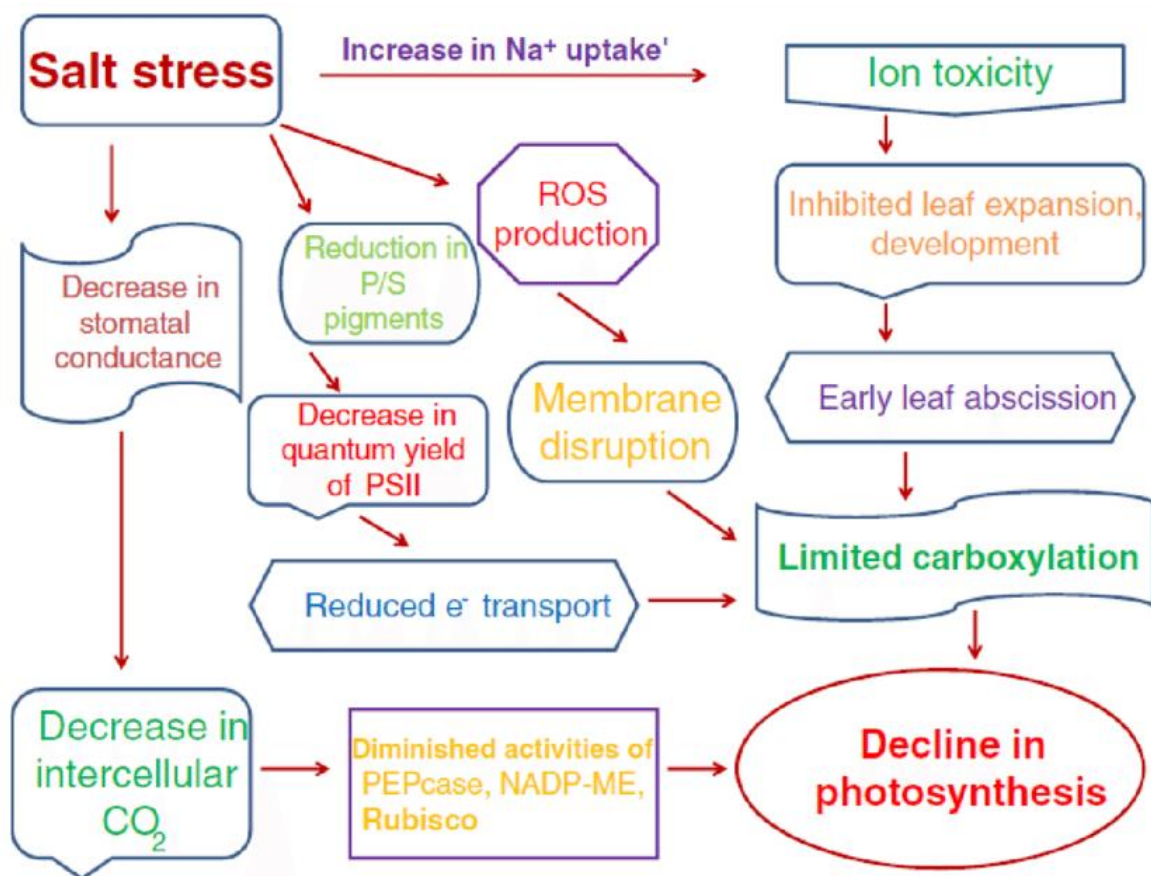 Salt stress
Increase in Na⁺ uptake'
Ion toxicity
ROS
production
Inhibited leaf expansion,
development
Reduction in
P/S
pigments
Decrease in
stomatal
conductance
Early leaf abscission
Membrane
disruption
Decrease in
quantum yield
of PSII
Limited carboxylation
Reduced e⁻ transport
Decrease in
intercellular
CO₂
Diminished activities of
PEPcase, NADP-ME,
Rubisco
Decline in
photosynthesis